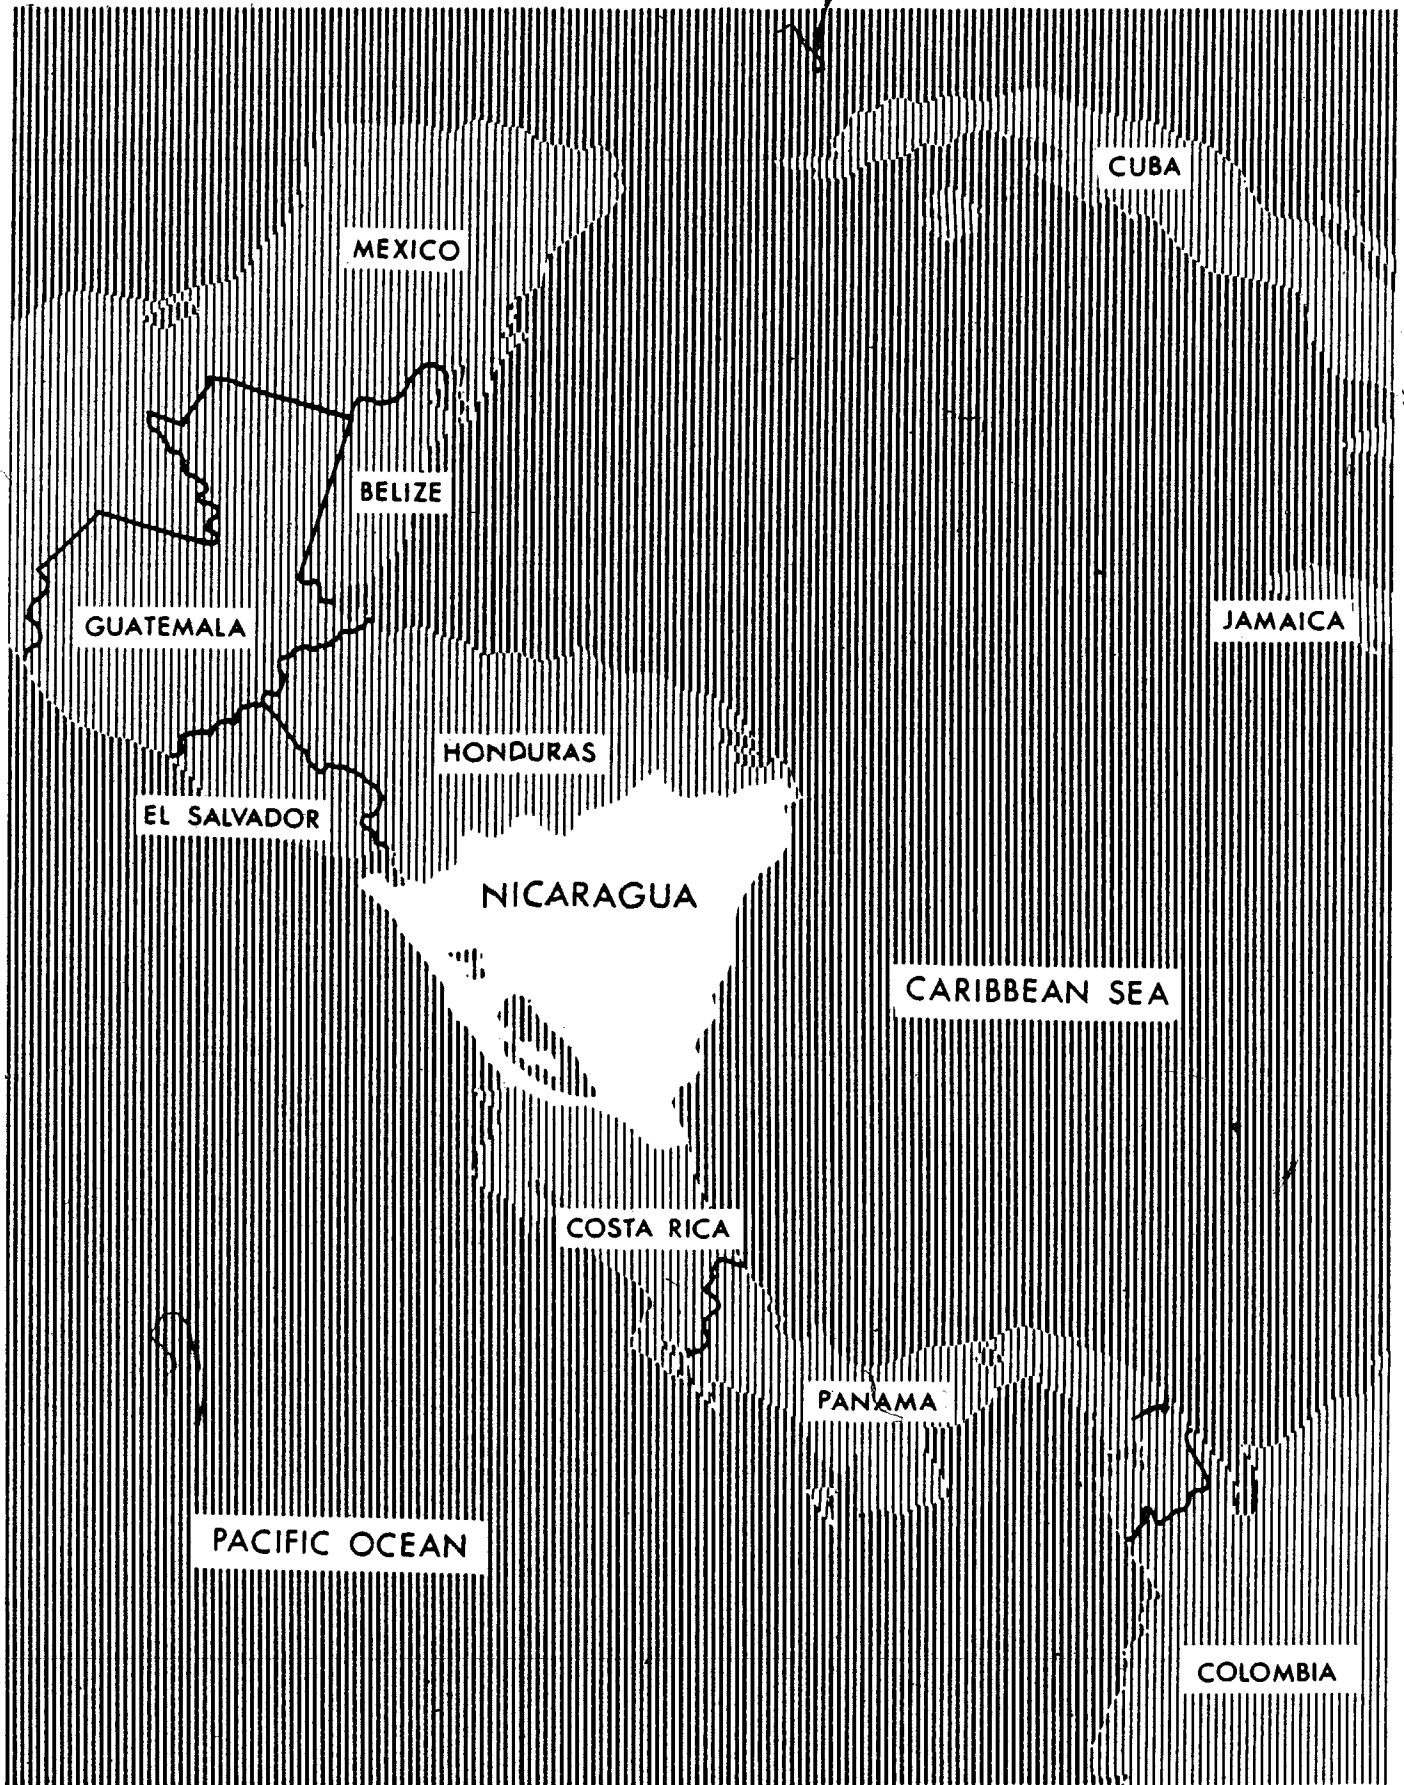 CUBA
MEXICO
BELIZE
GUATEMALA
JAMAICA
HONDURAS
EL SALVADOR
NICARAGUA
CARIBBEAN SEA
COSTA RICA
PANAMA
PACIFIC OCEAN
COLOMBIA